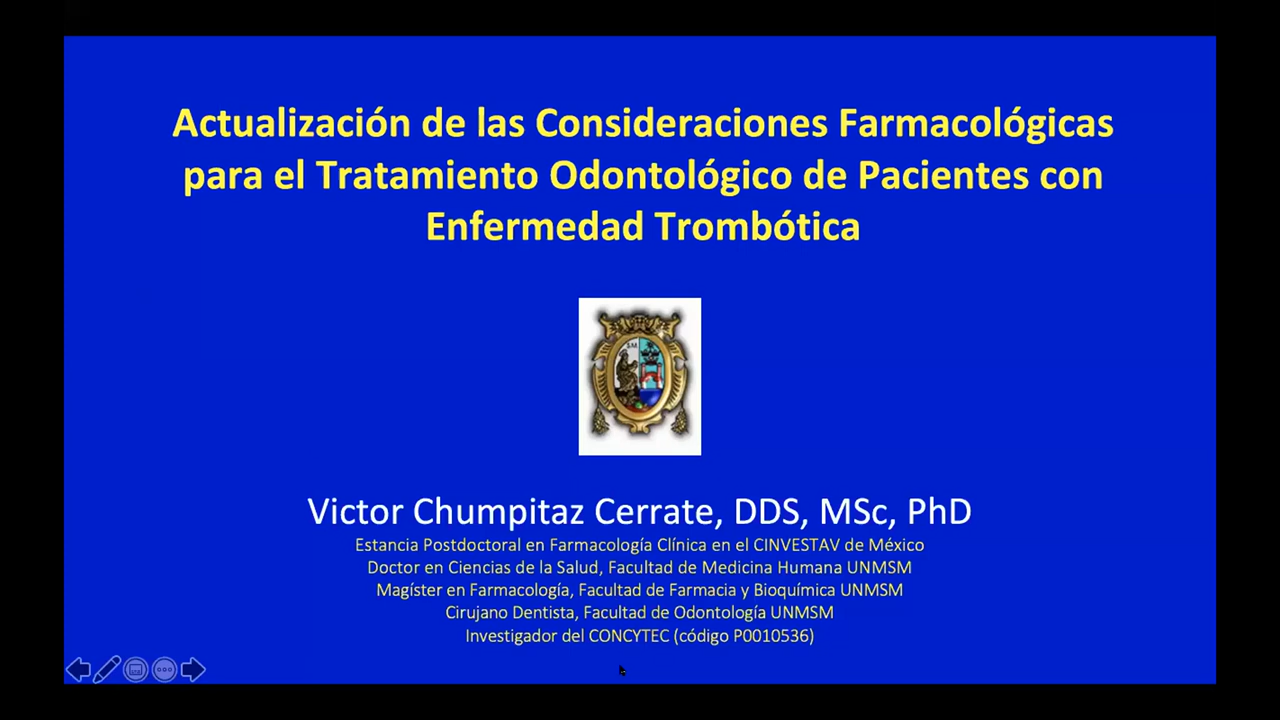 Actualización de las Consideraciones Farmacológicas
para el Tratamiento Odontológico de Pacientes con
Enfermedad Trombótica
Victor Chumpitaz Cerrate, DDS, MSc, PhD
Estancia Postdoctoral en Farmacología Clínica en el CINVESTAV de México
Doctor en Ciencias de la Salud, Facultad de Medicina Humana UNMSM
Magíster en Farmacología, Facultad de Farmacia y Bioquímica UNMSM
Cirujano Dentista, Facultad de Odontología UNMSM
Investigador del CONCYTEC (código P0010536)